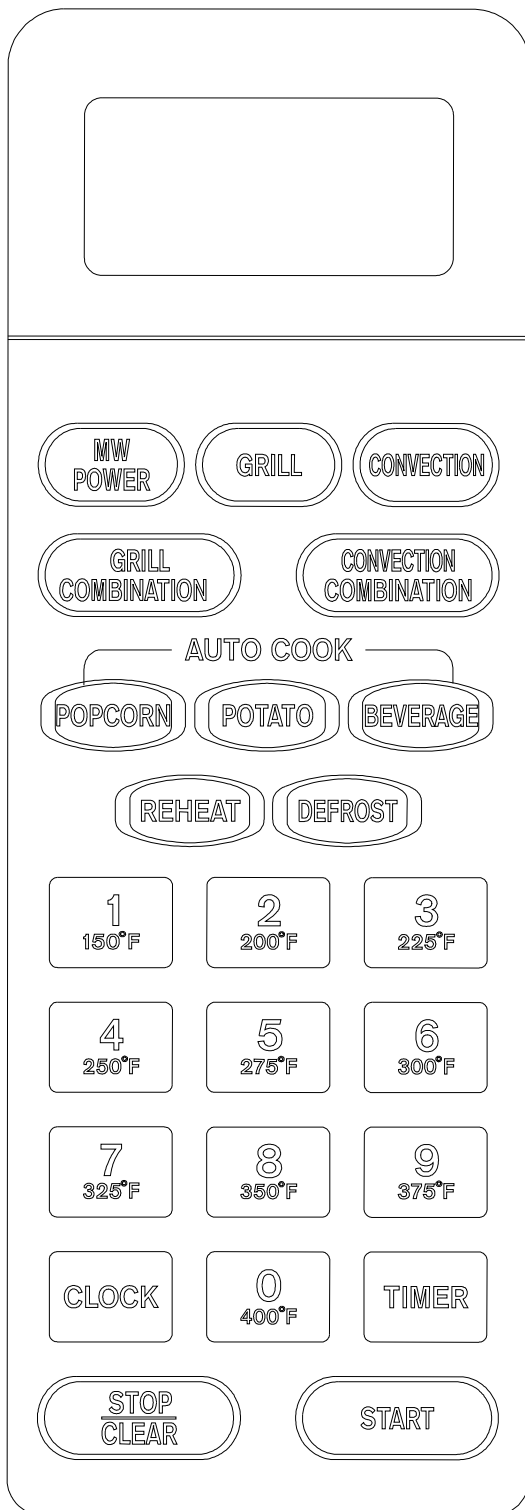 MW
POWER
GRILL
CONVECTION
GRILL
COMBINATION
CONVECTION
COMBINATION
AUTO COOK
POPCORN
POTATO
BEVERAGE
REHEAT
DEFROST
1
150°F
2
200°F
3
225°F
4
250°F
5
275°F
6
300°F
7
325°F
8
350°F
9
375°F
CLOCK
0
400°F
TIMER
STOP
CLEAR
START